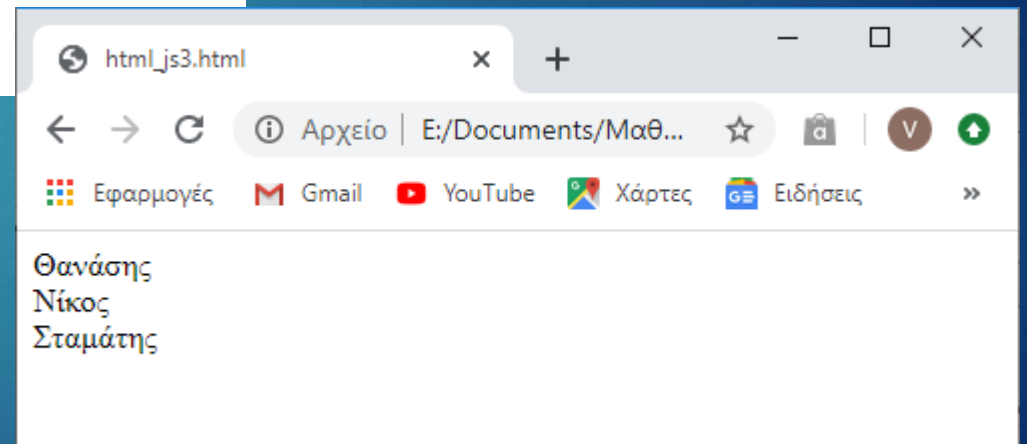 html_js3.html
Αρχείο E:/Documents/Μαθ...
V
Εφαρμογές Gmail YouTube Χάρτες Ειδήσεις »
Θανάσης
Νίκος
Σταμάτης